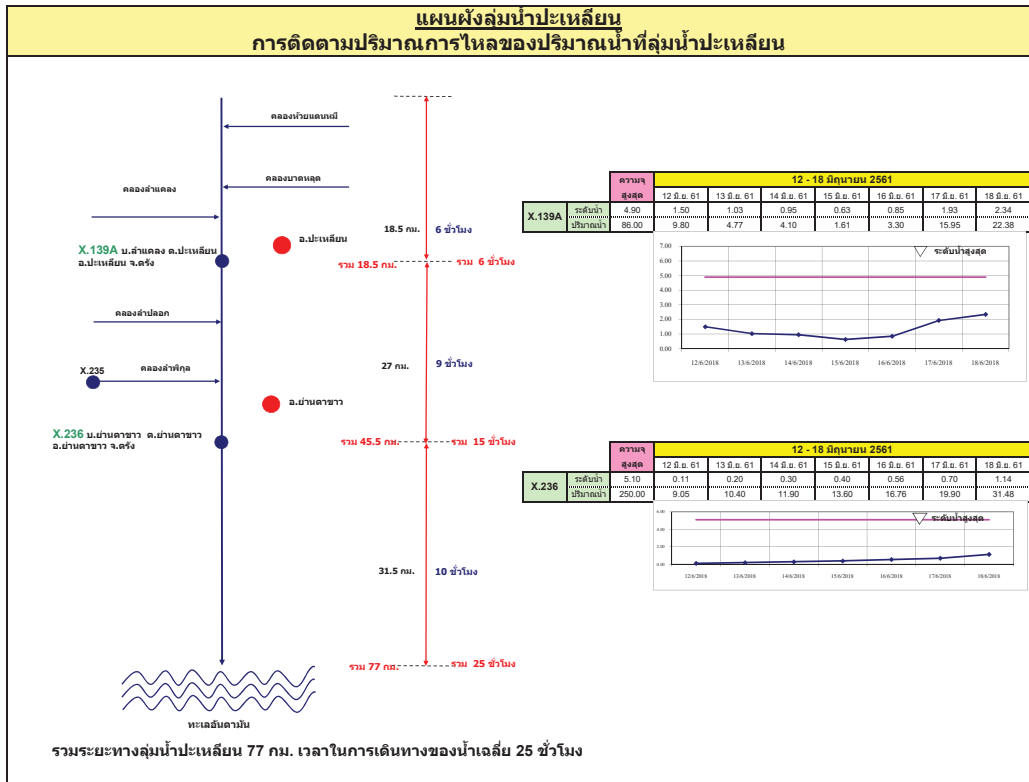 แผนผังลุ่มน้ำปะเหลียน
การติดตามปริมาณการไหลของปริมาณน้ำที่ลุ่มน้ำปะเหลียน
คลองห้วยแดนหมี
คลองบาตหลุด
คลองลำแคลง
18.5 กม. 6 ชั่วโมง
อ.ปะเหลียน
X.139A บ.ลำแคลง ต.ปะเหลียน
อ.ปะเหลียน จ.ตรัง
รวม 18.5 กม. รวม 6 ชั่วโมง
คลองลำปลอก
27 กม. 9 ชั่วโมง
X.235 คลองลำพิกุล
อ.ย่านตาขาว
X.236 บ.ย่านตาขาว ต.ย่านตาขาว
อ.ย่านตาขาว จ.ตรัง
รวม 45.5 กม. รวม 15 ชั่วโมง
31.5 กม. 10 ชั่วโมง
รวม 77 กม. รวม 25 ชั่วโมง
ทะเลอันดามัน
รวมระยะทางลุ่มน้ำปะเหลียน 77 กม. เวลาในการเดินทางของน้ำเฉลี่ย 25 ชั่วโมง
ความจุ 12 - 18 มิถุนายน 2561
สูงสุด 12 มิ.ย. 61 13 มิ.ย. 61 14 มิ.ย. 61 15 มิ.ย. 61 16 มิ.ย. 61 17 มิ.ย. 61 18 มิ.ย. 61
X.139A
ระดับน้ำ 4.90 1.50 1.03 0.95 0.63 0.85 1.93 2.34
ปริมาณน้ำ 86.00 9.80 4.77 4.10 1.61 3.30 15.95 22.38
ระดับน้ำสูงสุด
7.00
6.00
5.00
4.00
3.00
2.00
1.00
0.00
12/6/2018 13/6/2018 14/6/2018 15/6/2018 16/6/2018 17/6/2018 18/6/2018
ความจุ 12 - 18 มิถุนายน 2561
สูงสุด 12 มิ.ย. 61 13 มิ.ย. 61 14 มิ.ย. 61 15 มิ.ย. 61 16 มิ.ย. 61 17 มิ.ย. 61 18 มิ.ย. 61
X.236
ระดับน้ำ 5.10 0.11 0.20 0.30 0.40 0.56 0.70 1.14
ปริมาณน้ำ 250.00 9.05 10.40 11.90 13.60 16.76 19.90 31.48
ระดับน้ำสูงสุด
6.00
4.00
2.00
0.00
12/6/2018 13/6/2018 14/6/2018 15/6/2018 16/6/2018 17/6/2018 18/6/2018